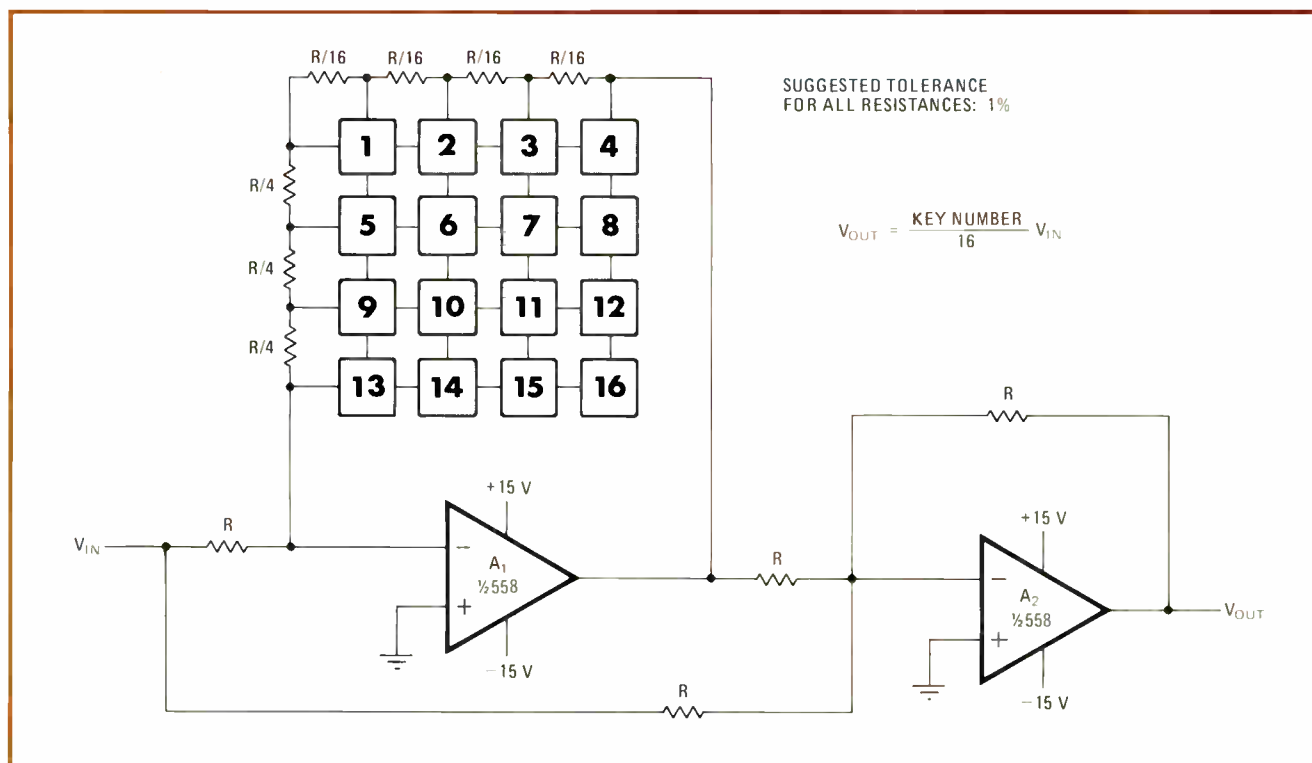 R/16 R/16 R/16 R/16
SUGGESTED TOLERANCE
FOR ALL RESISTANCES: 1%
1 2 3 4
R/4
5 6 7 8
VOUT = KEY NUMBER / 16 VIN
R/4
9 10 11 12
R/4
13 14 15 16
R
+15 V
+15 V
R
VIN
−
A1
½558
+
R
−
A2
½558
+
VOUT
−15 V
−15 V
R